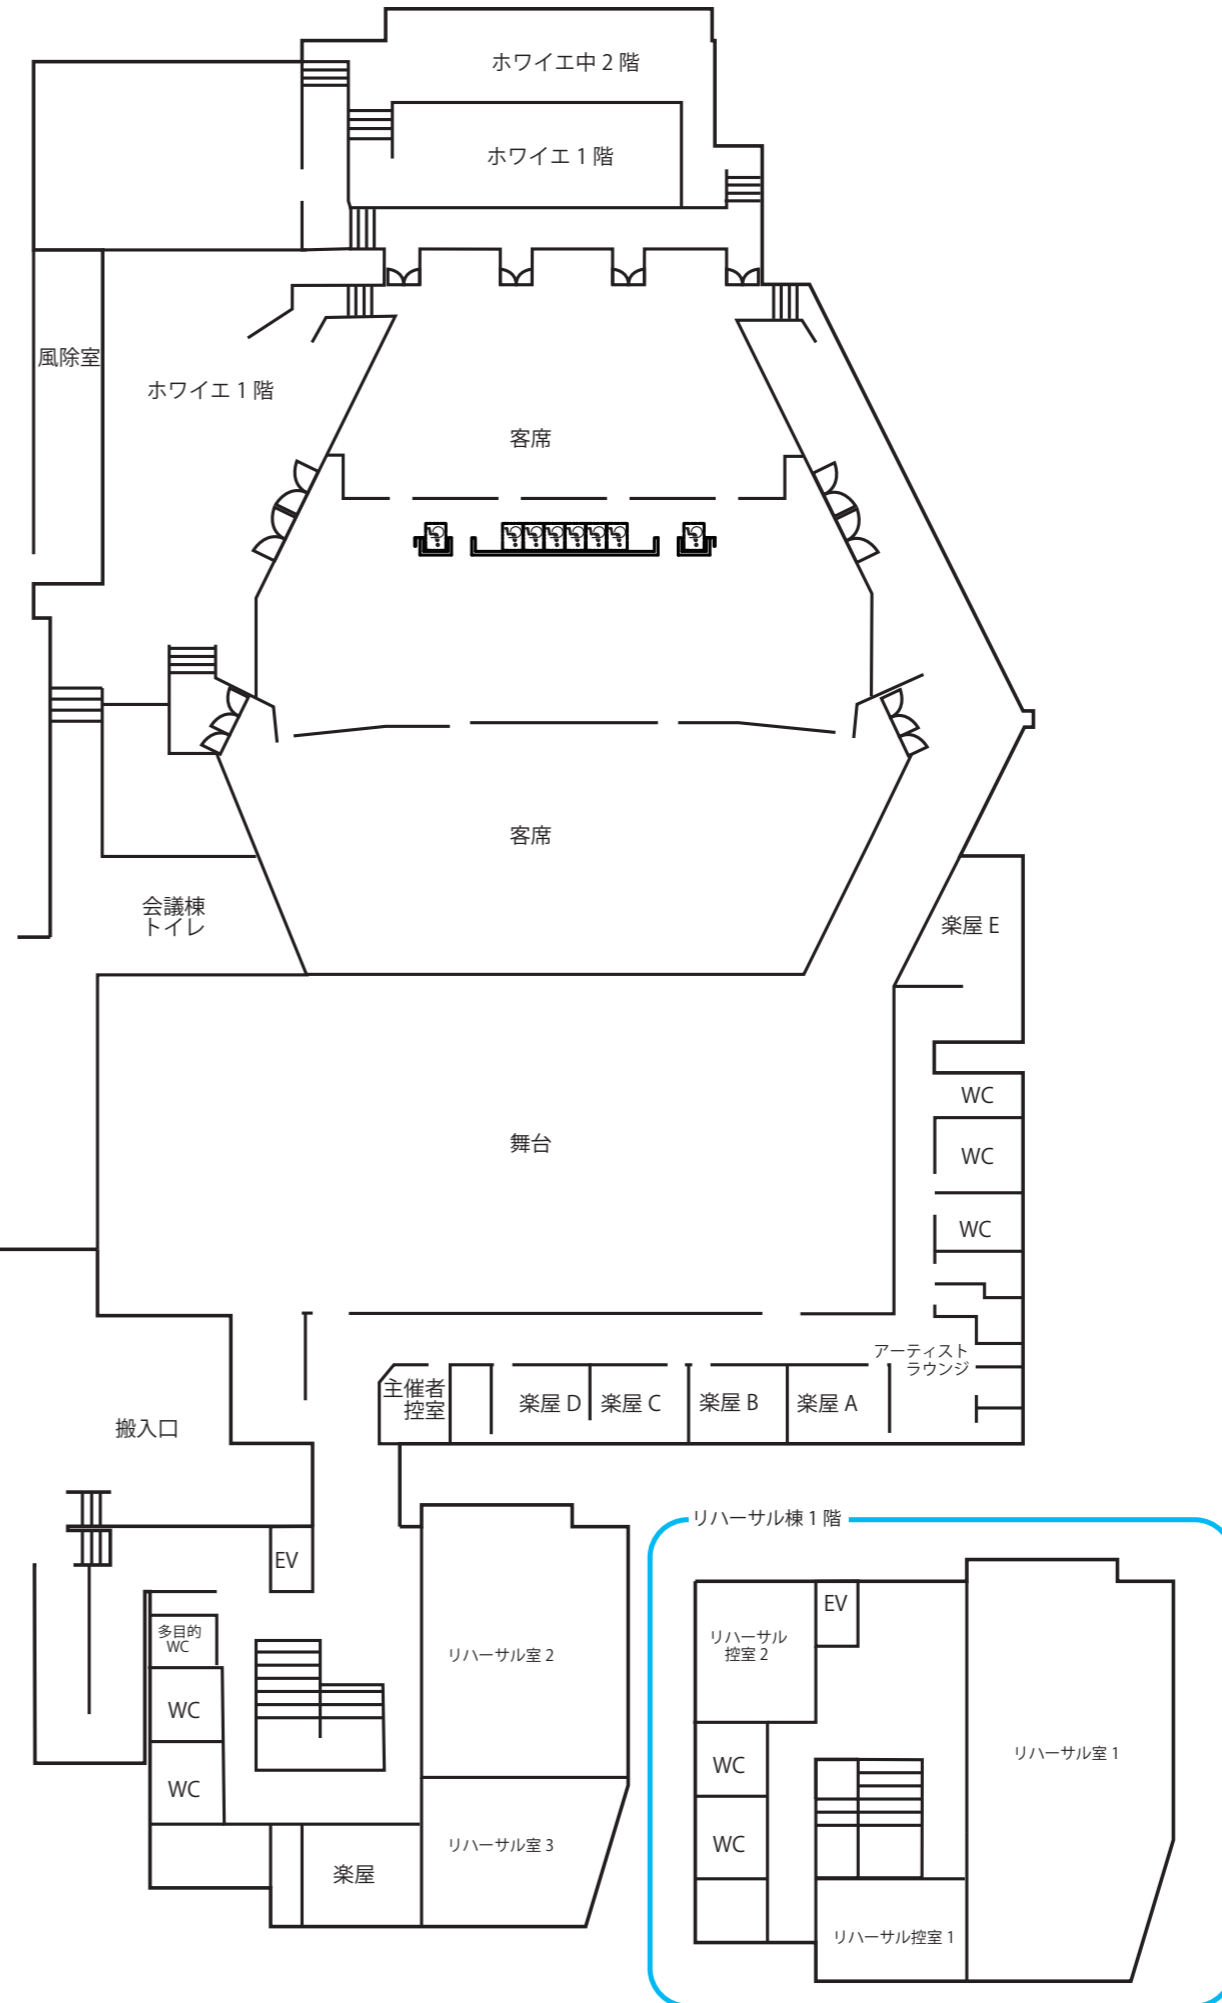 ホワイエ中 2 階
ホワイエ 1 階
風除室
ホワイエ 1 階
客席
客席
会議棟
トイレ
楽屋 E
WC
舞台
WC
WC
アーティスト
ラウンジ
主催者
控室
楽屋 D
楽屋 C
楽屋 B
楽屋 A
搬入口
リハーサル棟 1 階
EV
EV
多目的
WC
リハーサル
控室 2
リハーサル室 2
WC
WC
リハーサル室 1
WC
WC
リハーサル室 3
楽屋
リハーサル控室 1